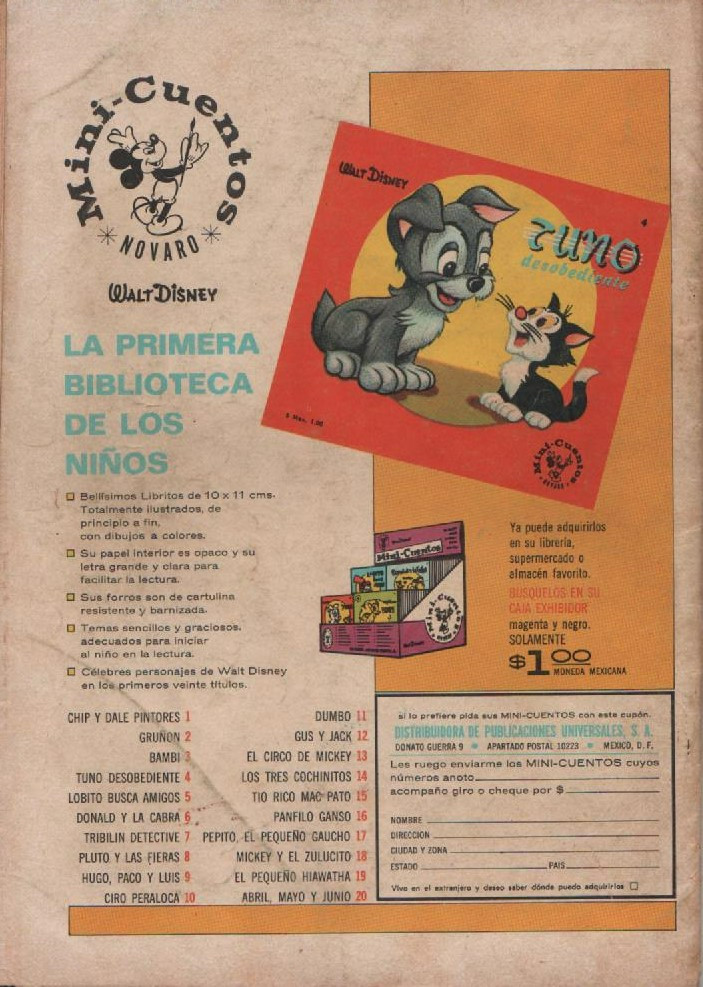 Mini-Cuentos
NOVARO
WALT DISNEY
LA PRIMERA
BIBLIOTECA
DE LOS
NIÑOS
Bellísimos Libritos de 10 x 11 cms.
Totalmente ilustrados, de
principio a fin,
con dibujos a colores.
Su papel interior es opaco y su
letra grande y clara para
facilitar la lectura.
Sus forros son de cartulina
resistente y barnizada.
Temas sencillos y graciosos,
adecuados para iniciar
al niño en la lectura.
Célebres personajes de Walt Disney
en los primeros veinte títulos.
WALT DISNEY
4
TUNO
desobediente
$ Mex. 1.00
Mini-Cuentos
Mini-Cuentos
Mini-Cuentos
Ya puede adquirirlos
en su librería,
supermercado o
almacén favorito.
BUSQUELOS EN SU
CAJA EXHIBIDOR
magenta y negro.
SOLAMENTE
$1.00
MONEDA MEXICANA
CHIP Y DALE PINTORES 1
GRUÑON 2
BAMBI 3
TUNO DESOBEDIENTE 4
LOBITO BUSCA AMIGOS 5
DONALD Y LA CABRA 6
TRIBILIN DETECTIVE 7
PLUTO Y LAS FIERAS 8
HUGO, PACO Y LUIS 9
CIRO PERALOCA 10
DUMBO 11
GUS Y JACK 12
EL CIRCO DE MICKEY 13
LOS TRES COCHINITOS 14
TIO RICO MAC PATO 15
PANFILO GANSO 16
PEPITO, EL PEQUEÑO GAUCHO 17
MICKEY Y EL ZULUCITO 18
EL PEQUEÑO HIAWATHA 19
ABRIL, MAYO Y JUNIO 20
si lo prefiere pida sus MINI-CUENTOS con este cupón.
DISTRIBUIDORA DE PUBLICACIONES UNIVERSALES, S. A.
DONATO GUERRA 9 • APARTADO POSTAL 10223 • MEXICO, D. F.
Les ruego enviarme los MINI-CUENTOS cuyos
números anoto
acompaño giro o cheque por $
NOMBRE
DIRECCION
CIUDAD Y ZONA
ESTADO PAIS
Vivo en el extranjero y deseo saber dónde puedo adquirirlos